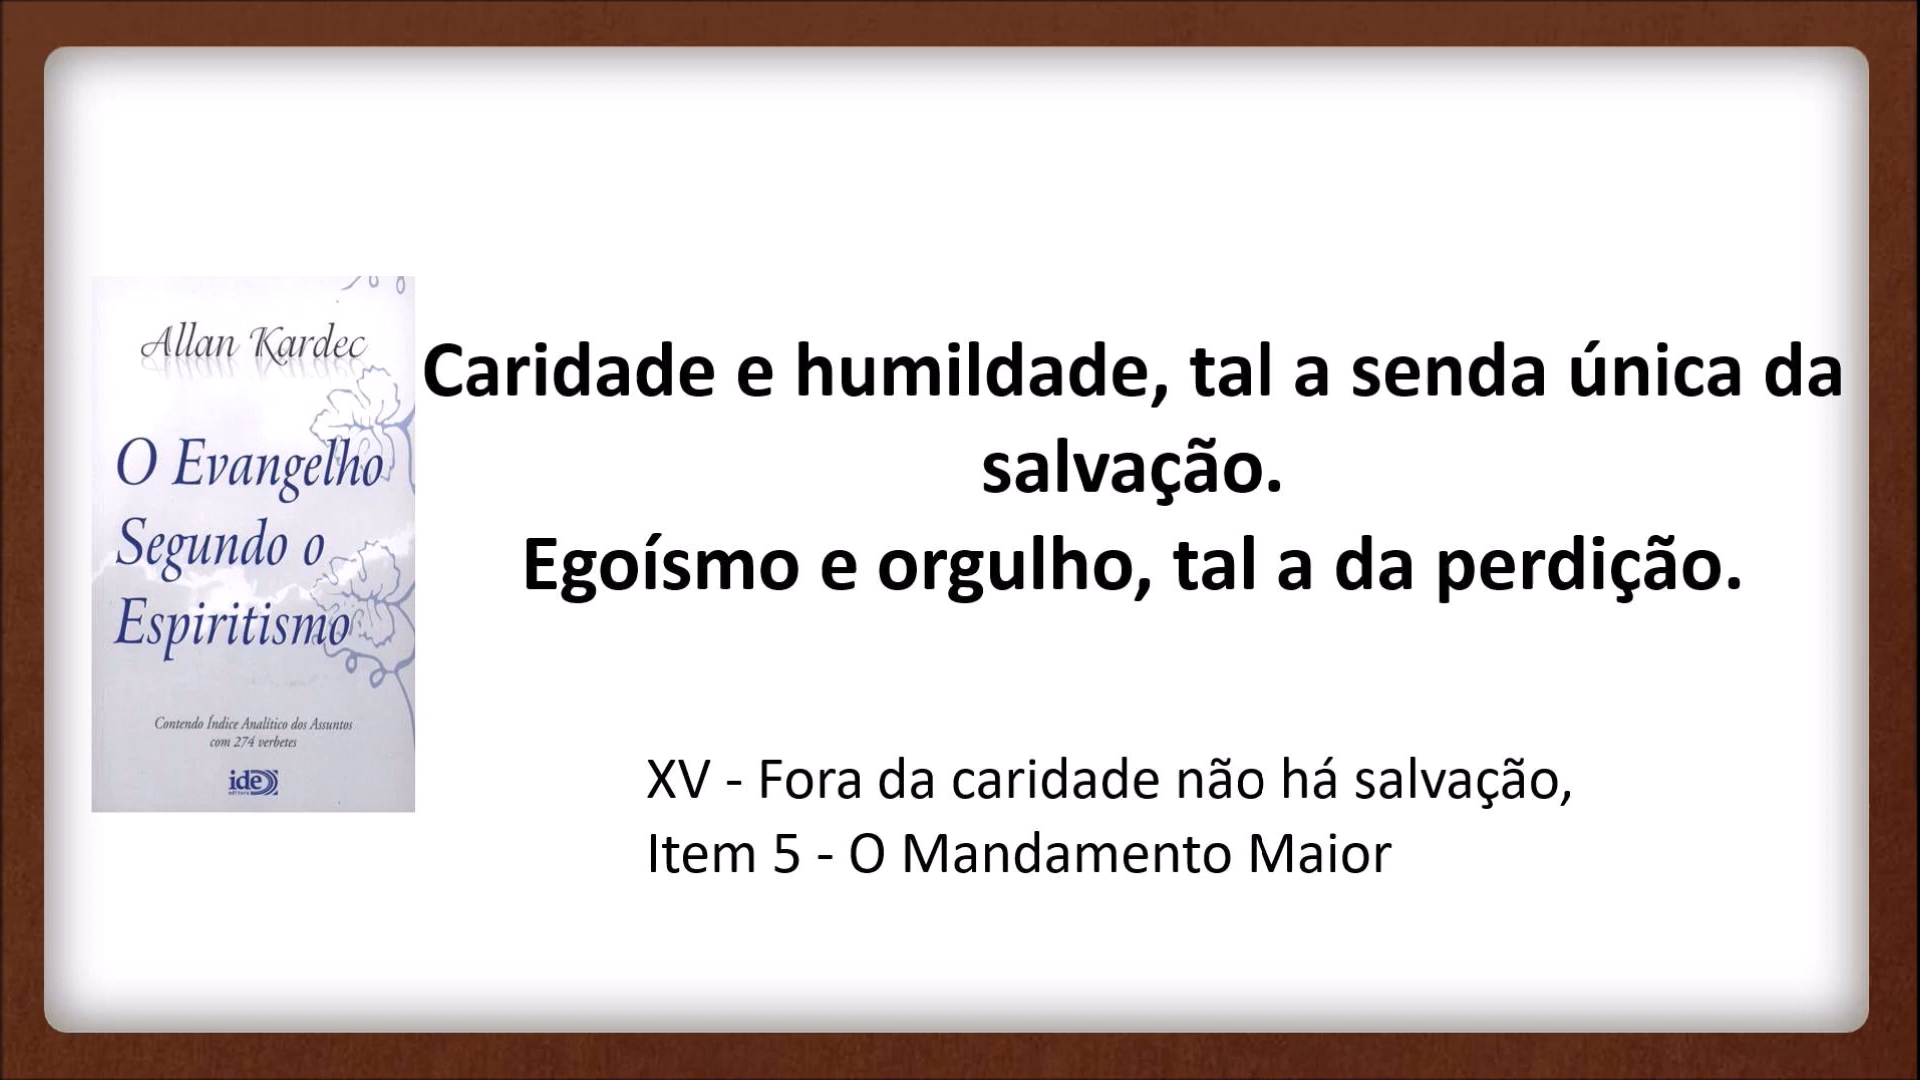 Allan Kardec
O Evangelho
Segundo o
Espiritismo
Contendo Índice Analítico dos Assuntos
com 274 verbetes
ide
editora
Caridade e humildade, tal a senda única da
salvação.
Egoísmo e orgulho, tal a da perdição.
XV - Fora da caridade não há salvação,
Item 5 - O Mandamento Maior